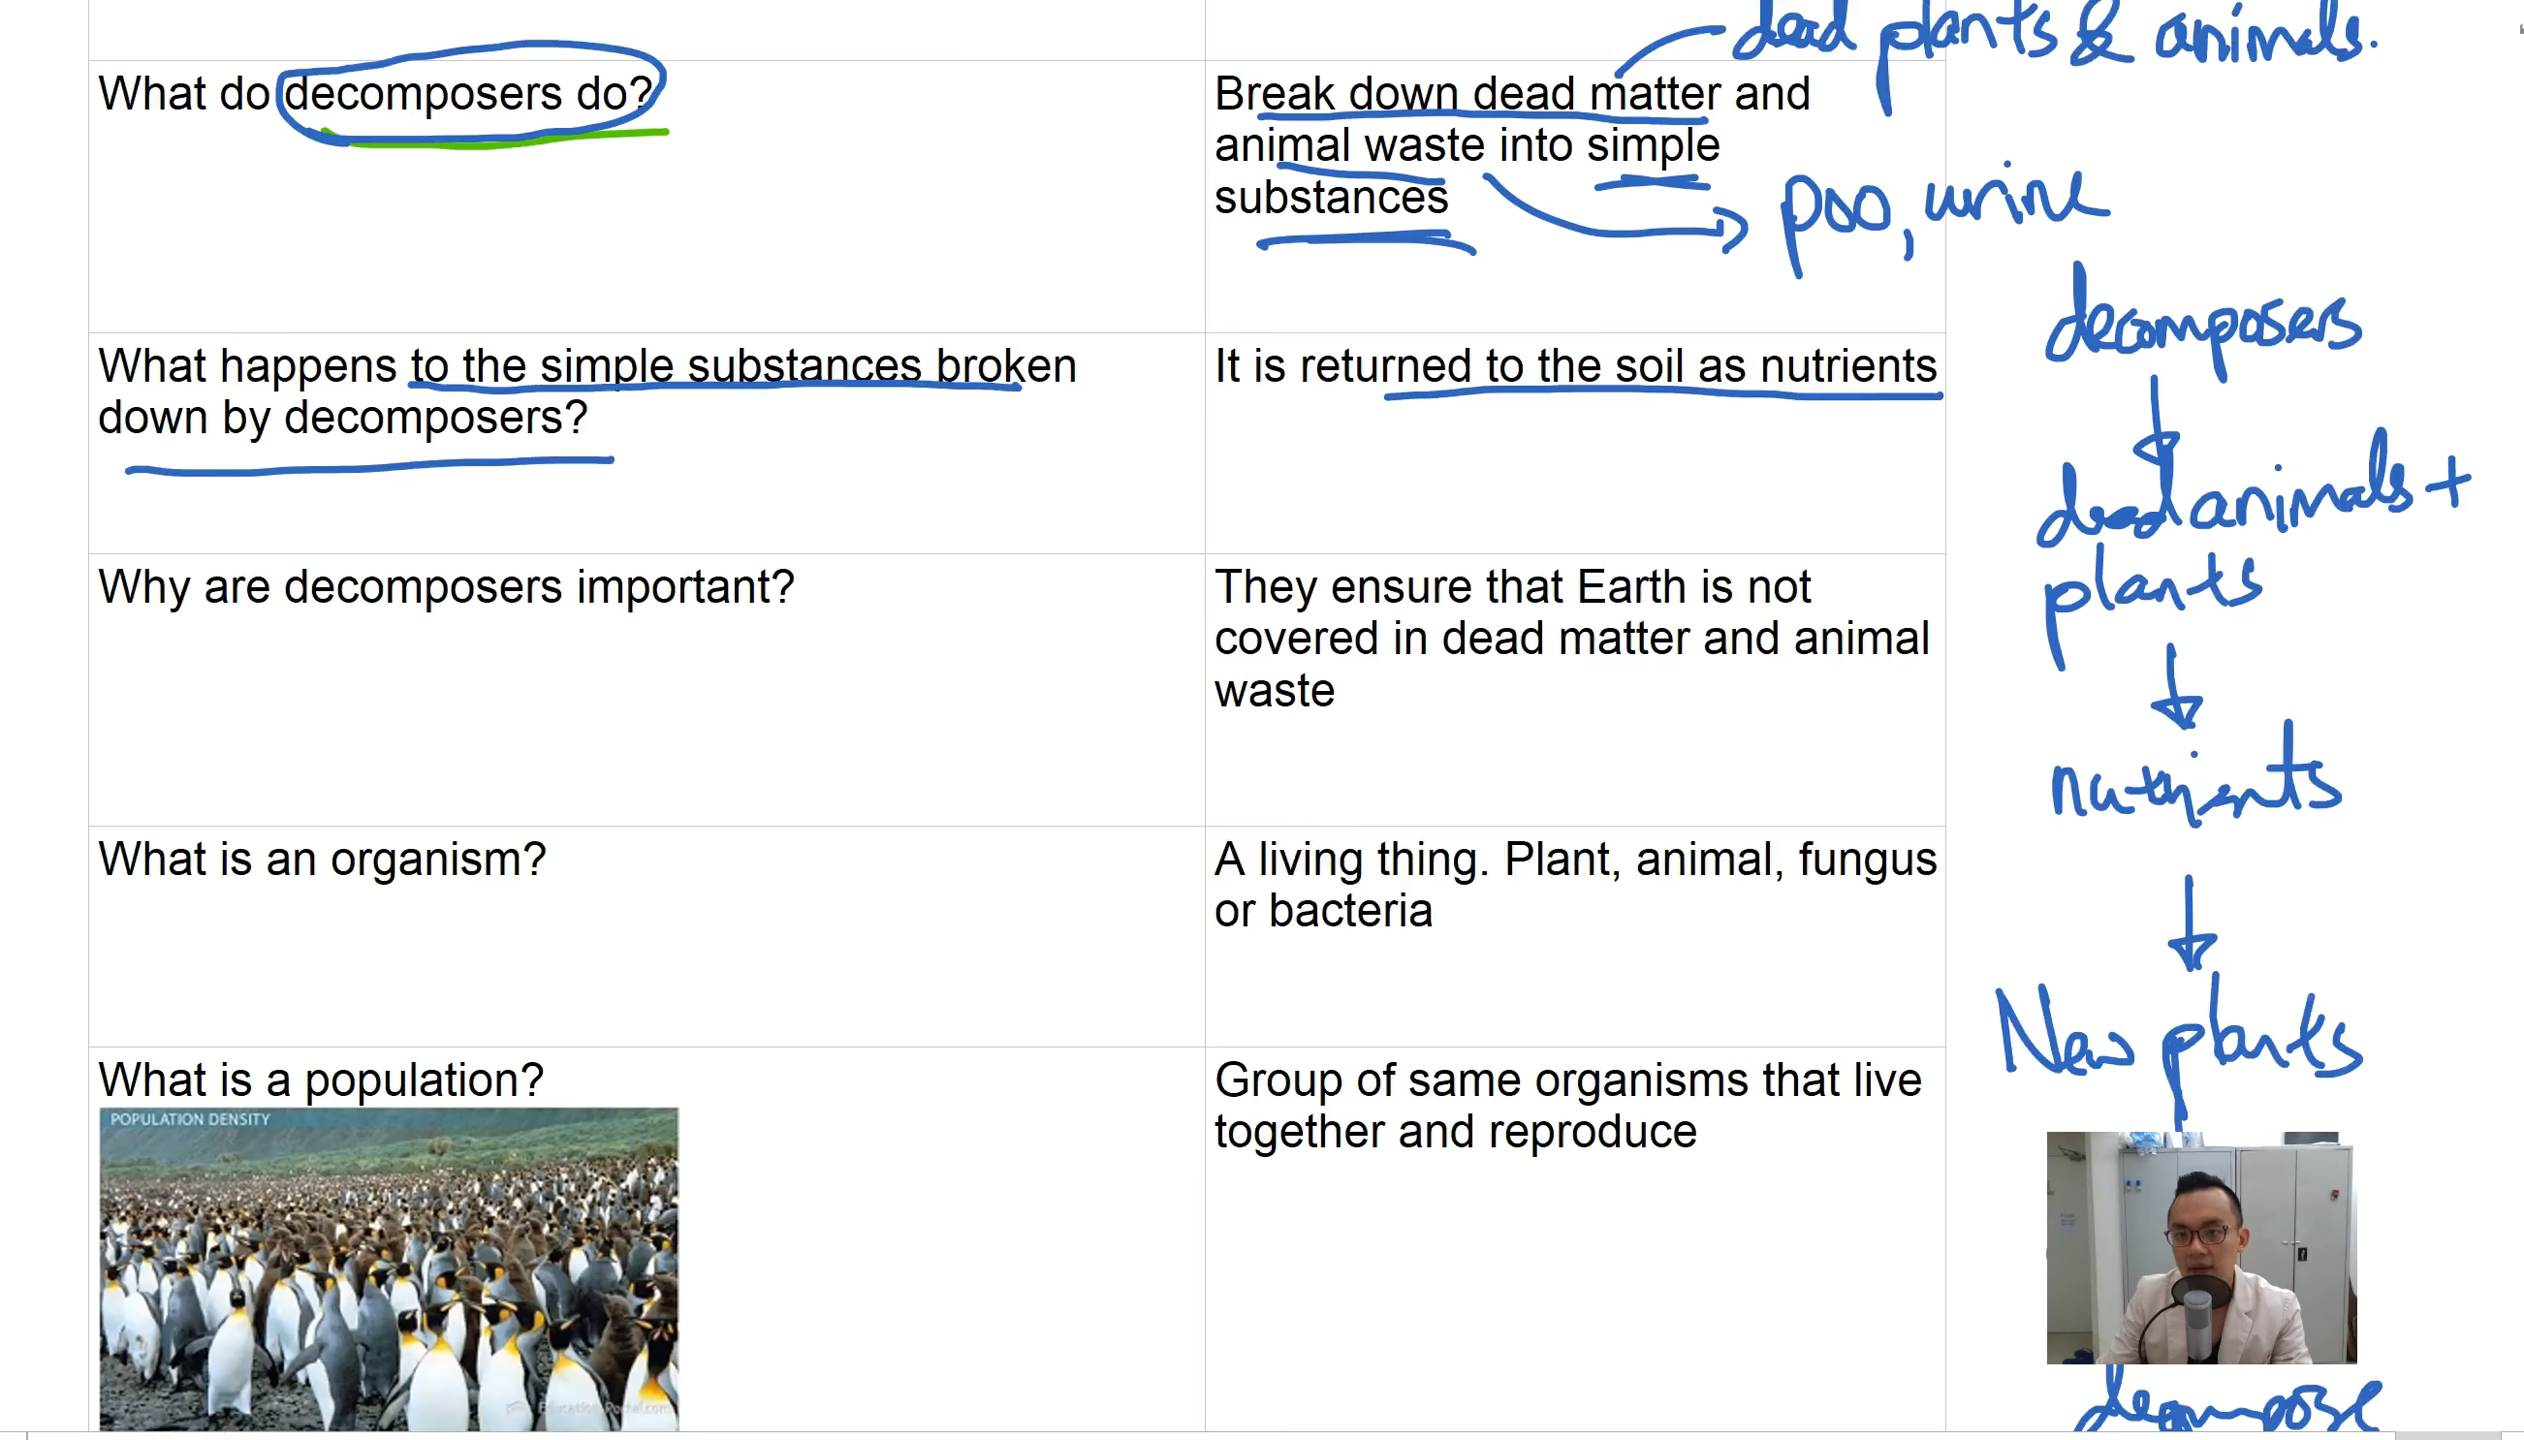 dead plants & animals.
What do decomposers do?
Break down dead matter and
animal waste into simple
substances
poo, urine
decomposers
What happens to the simple substances broken
down by decomposers?
It is returned to the soil as nutrients
dead animals +
plants
Why are decomposers important?
They ensure that Earth is not
covered in dead matter and animal
waste
nutrients
What is an organism?
A living thing. Plant, animal, fungus
or bacteria
New plants
What is a population?
Group of same organisms that live
together and reproduce
POPULATION DENSITY
Education-Portal.com
decompose